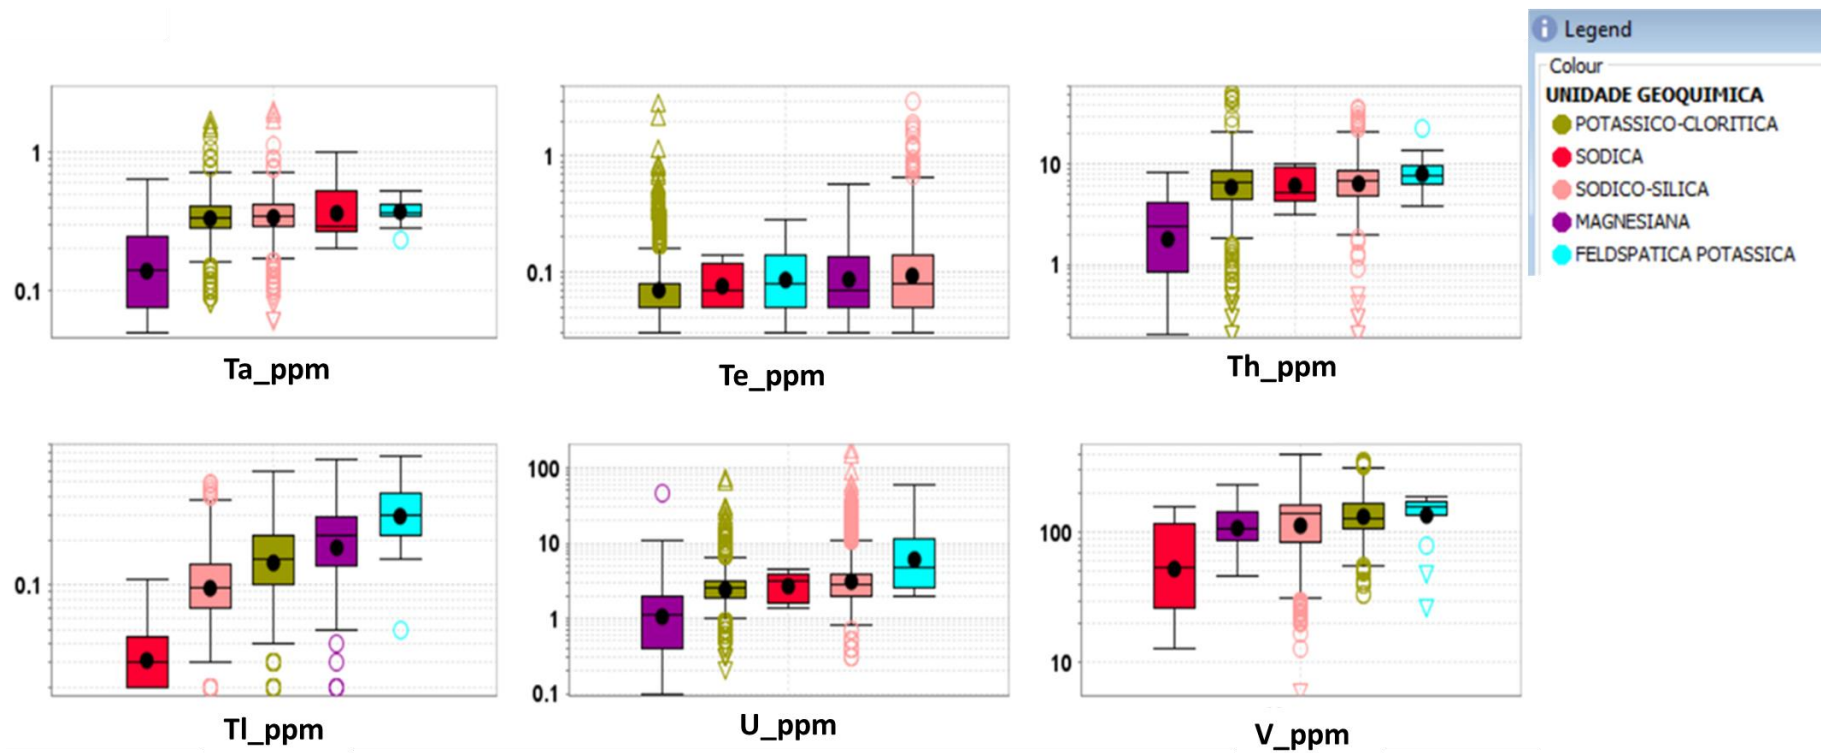 Legend
Colour
UNIDADE GEOQUIMICA
POTASSICO-CLORITICA
SODICA
SODICO-SILICA
MAGNESIANA
FELDSPATICA POTASSICA
1
0.1
Ta_ppm
1
0.1
Te_ppm
10
1
Th_ppm
0.1
Tl_ppm
100
10
1
0.1
U_ppm
100
10
V_ppm